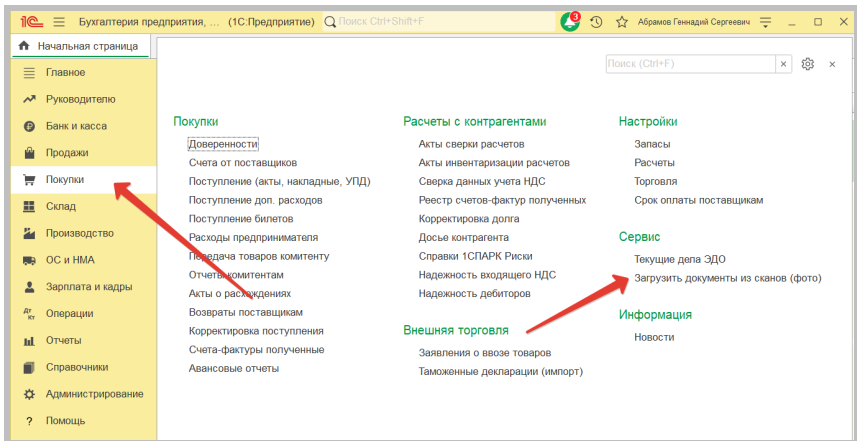 1С Бухгалтерия предприятия, ... (1С:Предприятие) Поиск Ctrl+Shift+F 3 Абрамов Геннадий Сергеевич
Начальная страница
Поиск (Ctrl+F)
Главное
Руководителю
Банк и касса
Продажи
Покупки
Склад
Производство
ОС и НМА
Зарплата и кадры
Дт Кт Операции
Отчеты
Справочники
Администрирование
? Помощь
Покупки
Доверенности
Счета от поставщиков
Поступление (акты, накладные, УПД)
Поступление доп. расходов
Поступление билетов
Расходы предпринимателя
Передача товаров комитенту
Отчеты комитентам
Акты о расхождениях
Возвраты поставщикам
Корректировка поступления
Счета-фактуры полученные
Авансовые отчеты
Расчеты с контрагентами
Акты сверки расчетов
Акты инвентаризации расчетов
Сверка данных учета НДС
Реестр счетов-фактур полученных
Корректировка долга
Досье контрагента
Справки 1СПАРК Риски
Надежность входящего НДС
Надежность дебиторов
Внешняя торговля
Заявления о ввозе товаров
Таможенные декларации (импорт)
Настройки
Запасы
Расчеты
Торговля
Срок оплаты поставщикам
Сервис
Текущие дела ЭДО
Загрузить документы из сканов (фото)
Информация
Новости